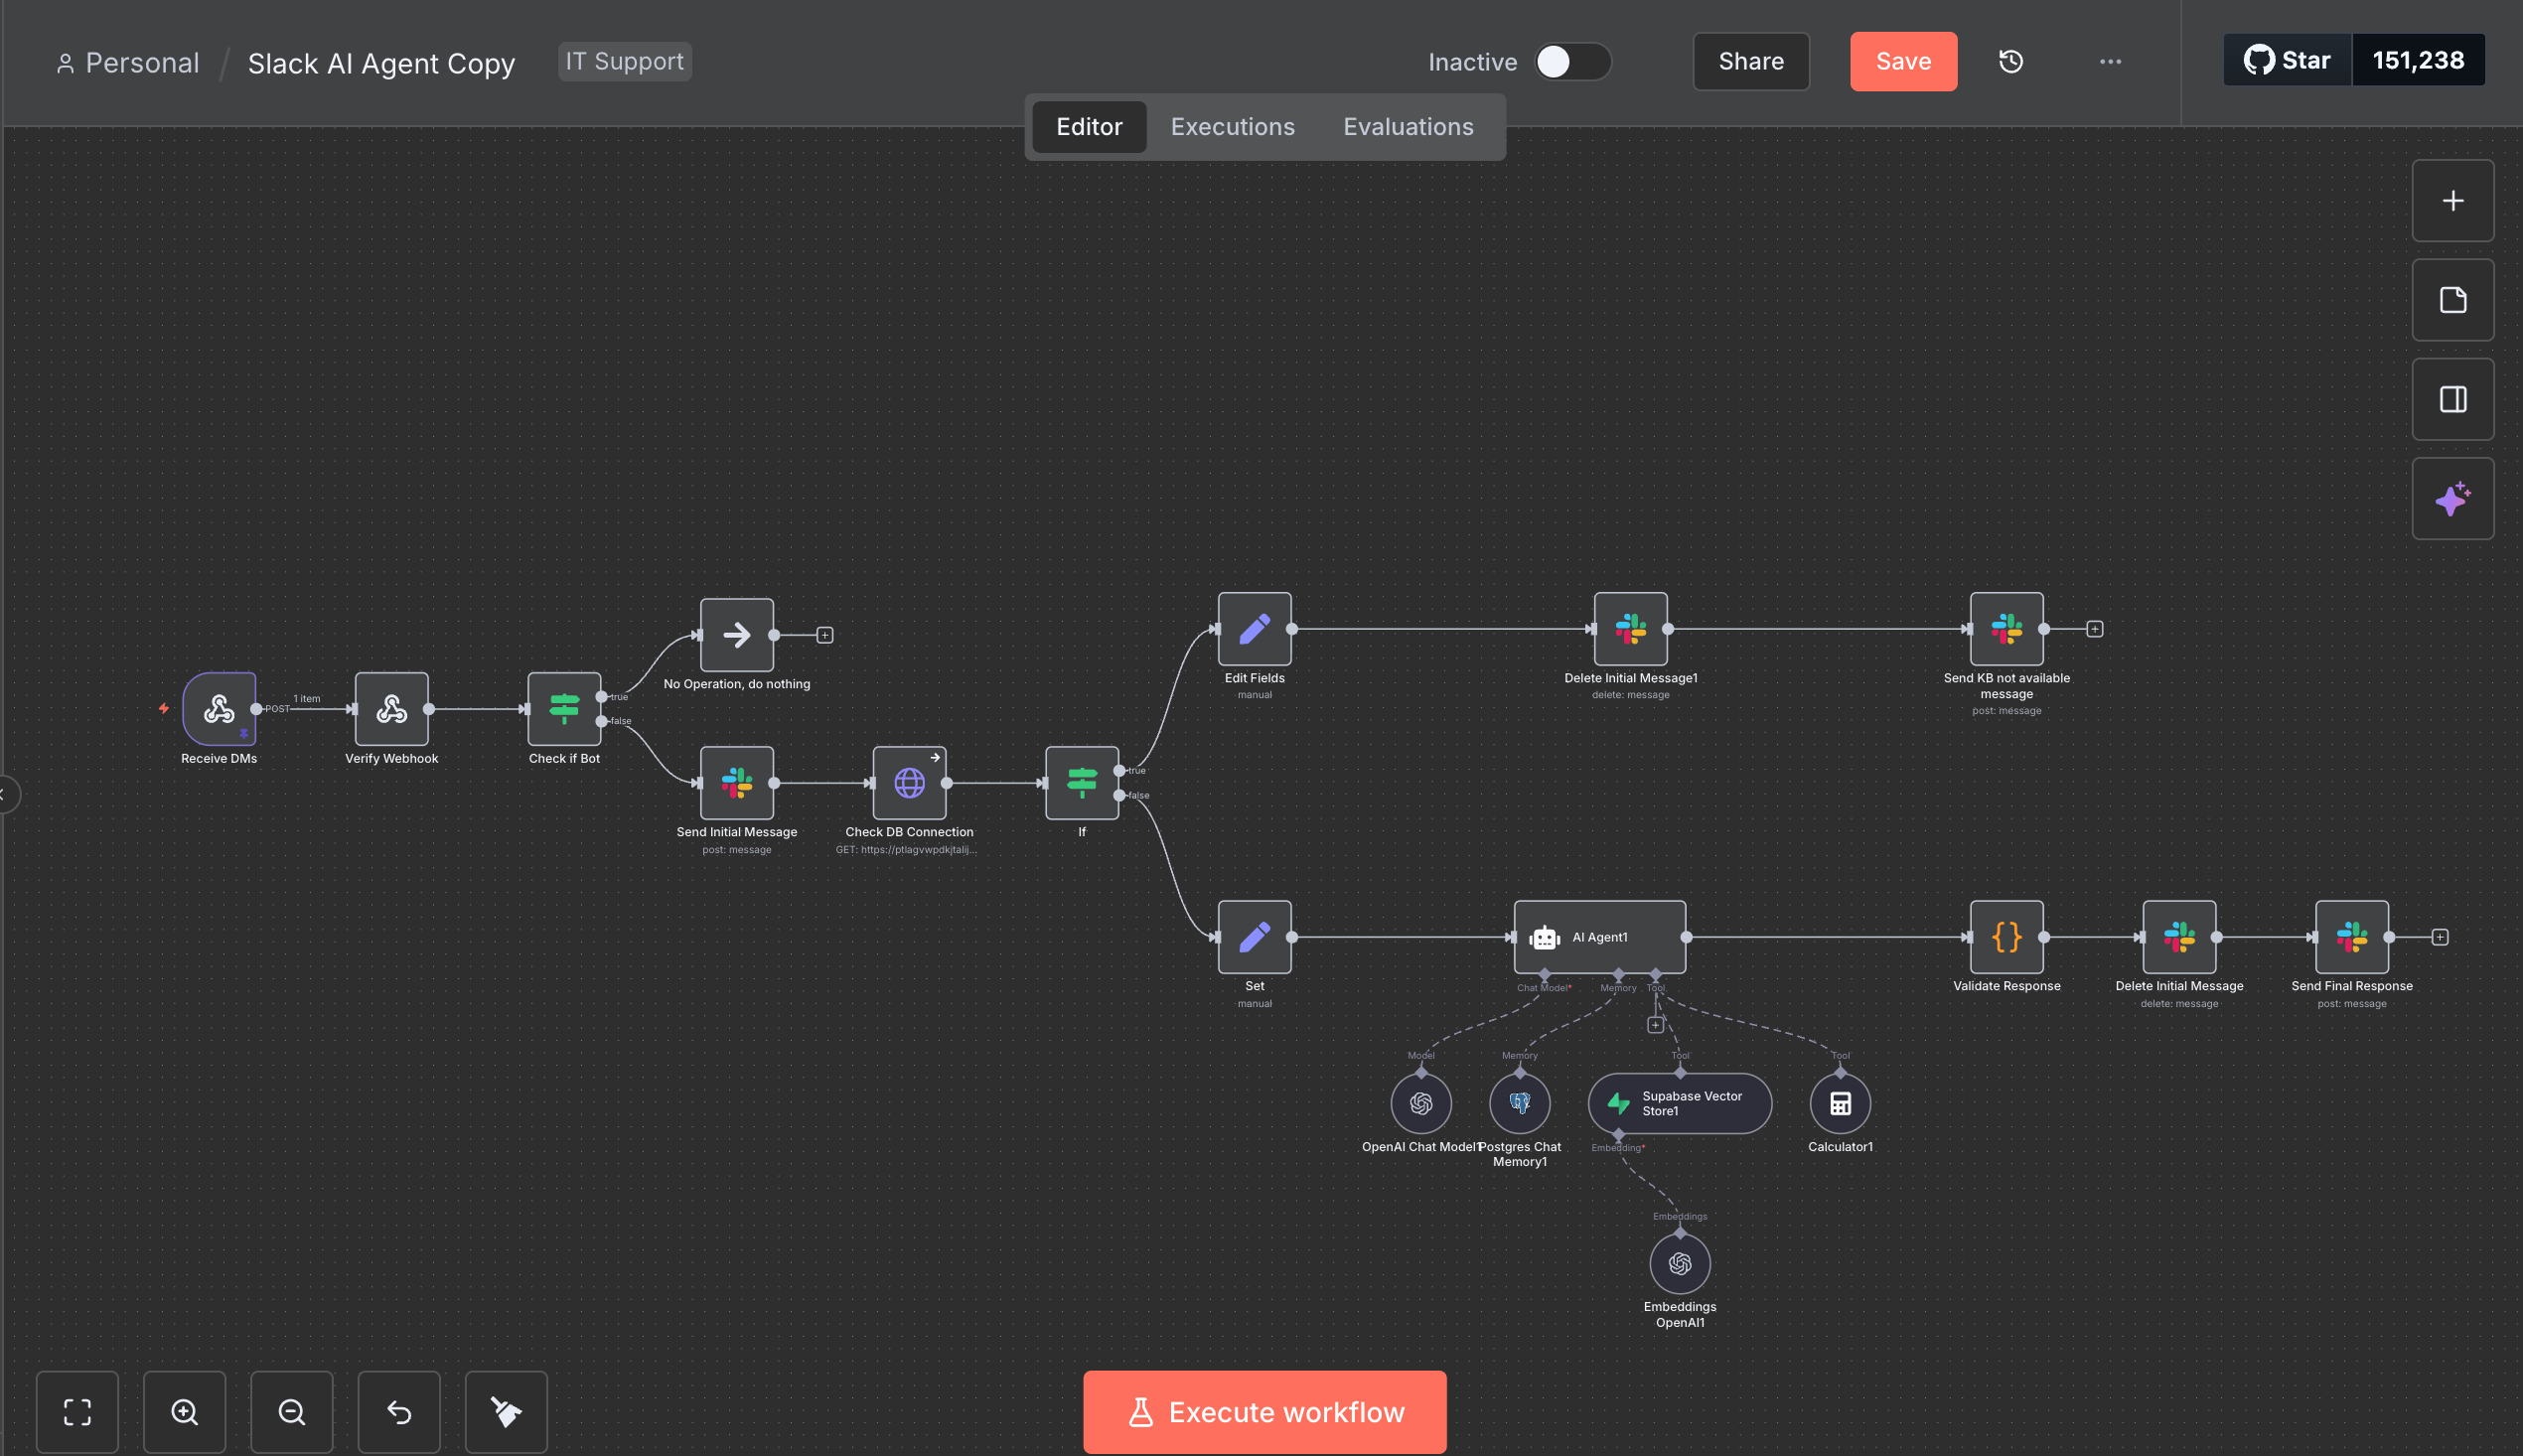 Personal / Slack AI Agent Copy
IT Support
Inactive
Share
Save
Star
151,238
Editor
Executions
Evaluations
No Operation, do nothing
POST
1 item
Receive DMs
Verify Webhook
true
false
Check if Bot
Send Initial Message
post: message
Check DB Connection
GET: https://ptlagvwpdkjtalij...
true
false
If
Edit Fields
manual
Delete Initial Message1
delete: message
Send KB not available
message
post: message
Set
manual
AI Agent1
Chat Model*
Memory
Tool
Validate Response
Delete Initial Message
delete: message
Send Final Response
post: message
Model
Memory
Tool
Tool
OpenAI Chat Model1
Postgres Chat
Memory1
Supabase Vector
Store1
Embedding*
Calculator1
Embeddings
Embeddings
OpenAI1
Execute workflow